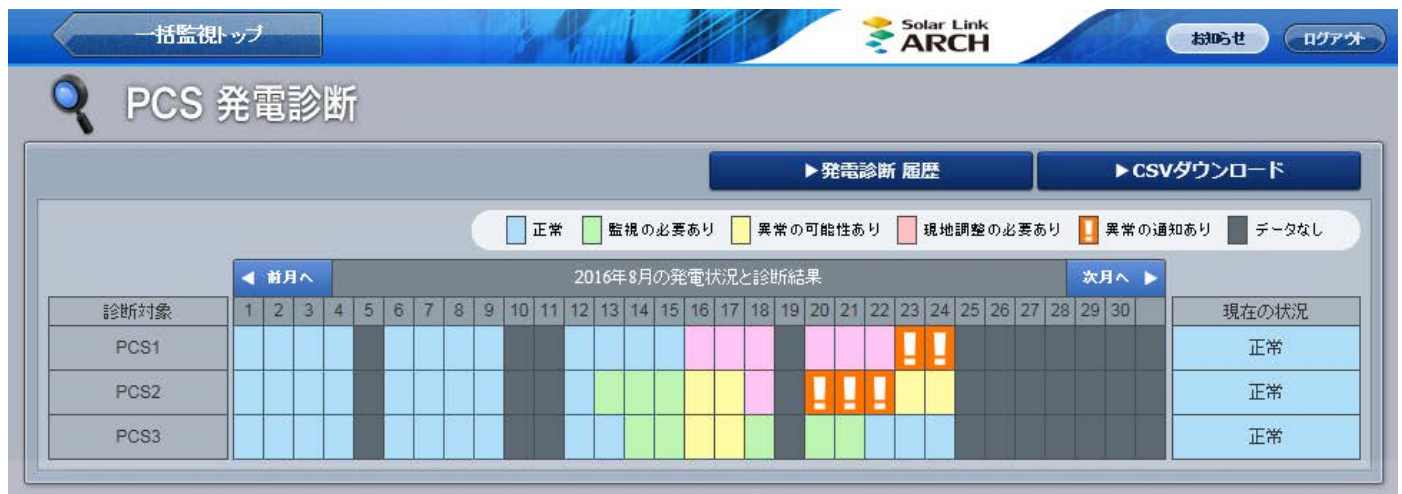 一括監視トップ
Solar Link
ARCH
お知らせ
ログアウト
PCS 発電診断
▶発電診断 履歴
▶CSVダウンロード
正常 監視の必要あり 異常の可能性あり 現地調整の必要あり ! 異常の通知あり データなし
◀ 前月へ 2016年8月の発電状況と診断結果 次月へ ▶
診断対象 1 2 3 4 5 6 7 8 9 10 11 12 13 14 15 16 17 18 19 20 21 22 23 24 25 26 27 28 29 30 現在の状況
PCS1 ! ! 正常
PCS2 ! ! ! 正常
PCS3 正常